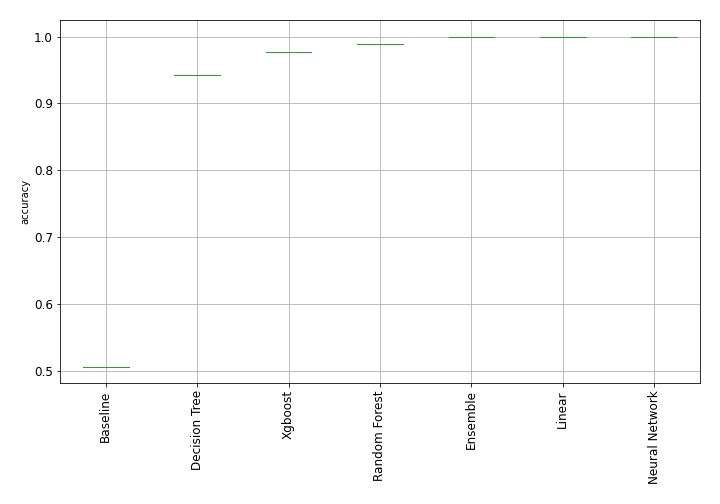 1.0
0.9
0.8
0.7
0.6
0.5
accuracy
Baseline
Decision Tree
Xgboost
Random Forest
Ensemble
Linear
Neural Network